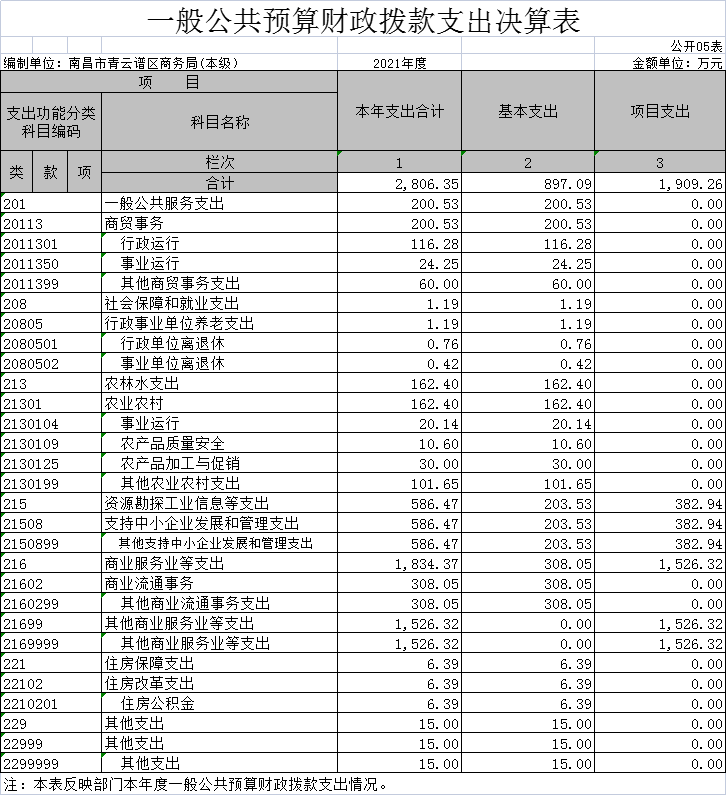 一般公共预算财政拨款支出决算表
公开05表
编制单位：南昌市青云谱区商务局(本级） 2021年度 金额单位：万元
项 目 本年支出合计 基本支出 项目支出
支出功能分类科目编码 科目名称
类 款 项 栏次 1 2 3
合计 2,806.35 897.09 1,909.26
201 一般公共服务支出 200.53 200.53 0.00
20113 商贸事务 200.53 200.53 0.00
2011301 行政运行 116.28 116.28 0.00
2011350 事业运行 24.25 24.25 0.00
2011399 其他商贸事务支出 60.00 60.00 0.00
208 社会保障和就业支出 1.19 1.19 0.00
20805 行政事业单位养老支出 1.19 1.19 0.00
2080501 行政单位离退休 0.76 0.76 0.00
2080502 事业单位离退休 0.42 0.42 0.00
213 农林水支出 162.40 162.40 0.00
21301 农业农村 162.40 162.40 0.00
2130104 事业运行 20.14 20.14 0.00
2130109 农产品质量安全 10.60 10.60 0.00
2130125 农产品加工与促销 30.00 30.00 0.00
2130199 其他农业农村支出 101.65 101.65 0.00
215 资源勘探工业信息等支出 586.47 203.53 382.94
21508 支持中小企业发展和管理支出 586.47 203.53 382.94
2150899 其他支持中小企业发展和管理支出 586.47 203.53 382.94
216 商业服务业等支出 1,834.37 308.05 1,526.32
21602 商业流通事务 308.05 308.05 0.00
2160299 其他商业流通事务支出 308.05 308.05 0.00
21699 其他商业服务业等支出 1,526.32 0.00 1,526.32
2169999 其他商业服务业等支出 1,526.32 0.00 1,526.32
221 住房保障支出 6.39 6.39 0.00
22102 住房改革支出 6.39 6.39 0.00
2210201 住房公积金 6.39 6.39 0.00
229 其他支出 15.00 15.00 0.00
22999 其他支出 15.00 15.00 0.00
2299999 其他支出 15.00 15.00 0.00
注：本表反映部门本年度一般公共预算财政拨款支出情况。